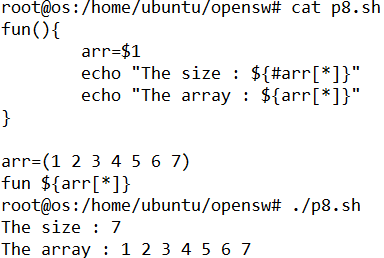 root@os:/home/ubuntu/opensw# cat p8.sh
fun(){
        arr=$1
        echo "The size : ${#arr[*]}"
        echo "The array : ${arr[*]}"
}

arr=(1 2 3 4 5 6 7)
fun ${arr[*]}
root@os:/home/ubuntu/opensw# ./p8.sh
The size : 7
The array : 1 2 3 4 5 6 7